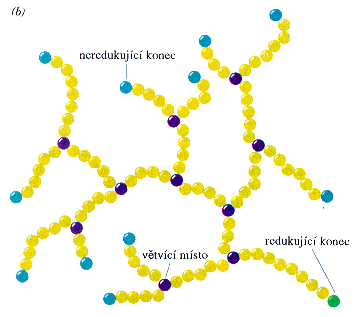 (b)
neredukující konec
redukující konec
větvící místo